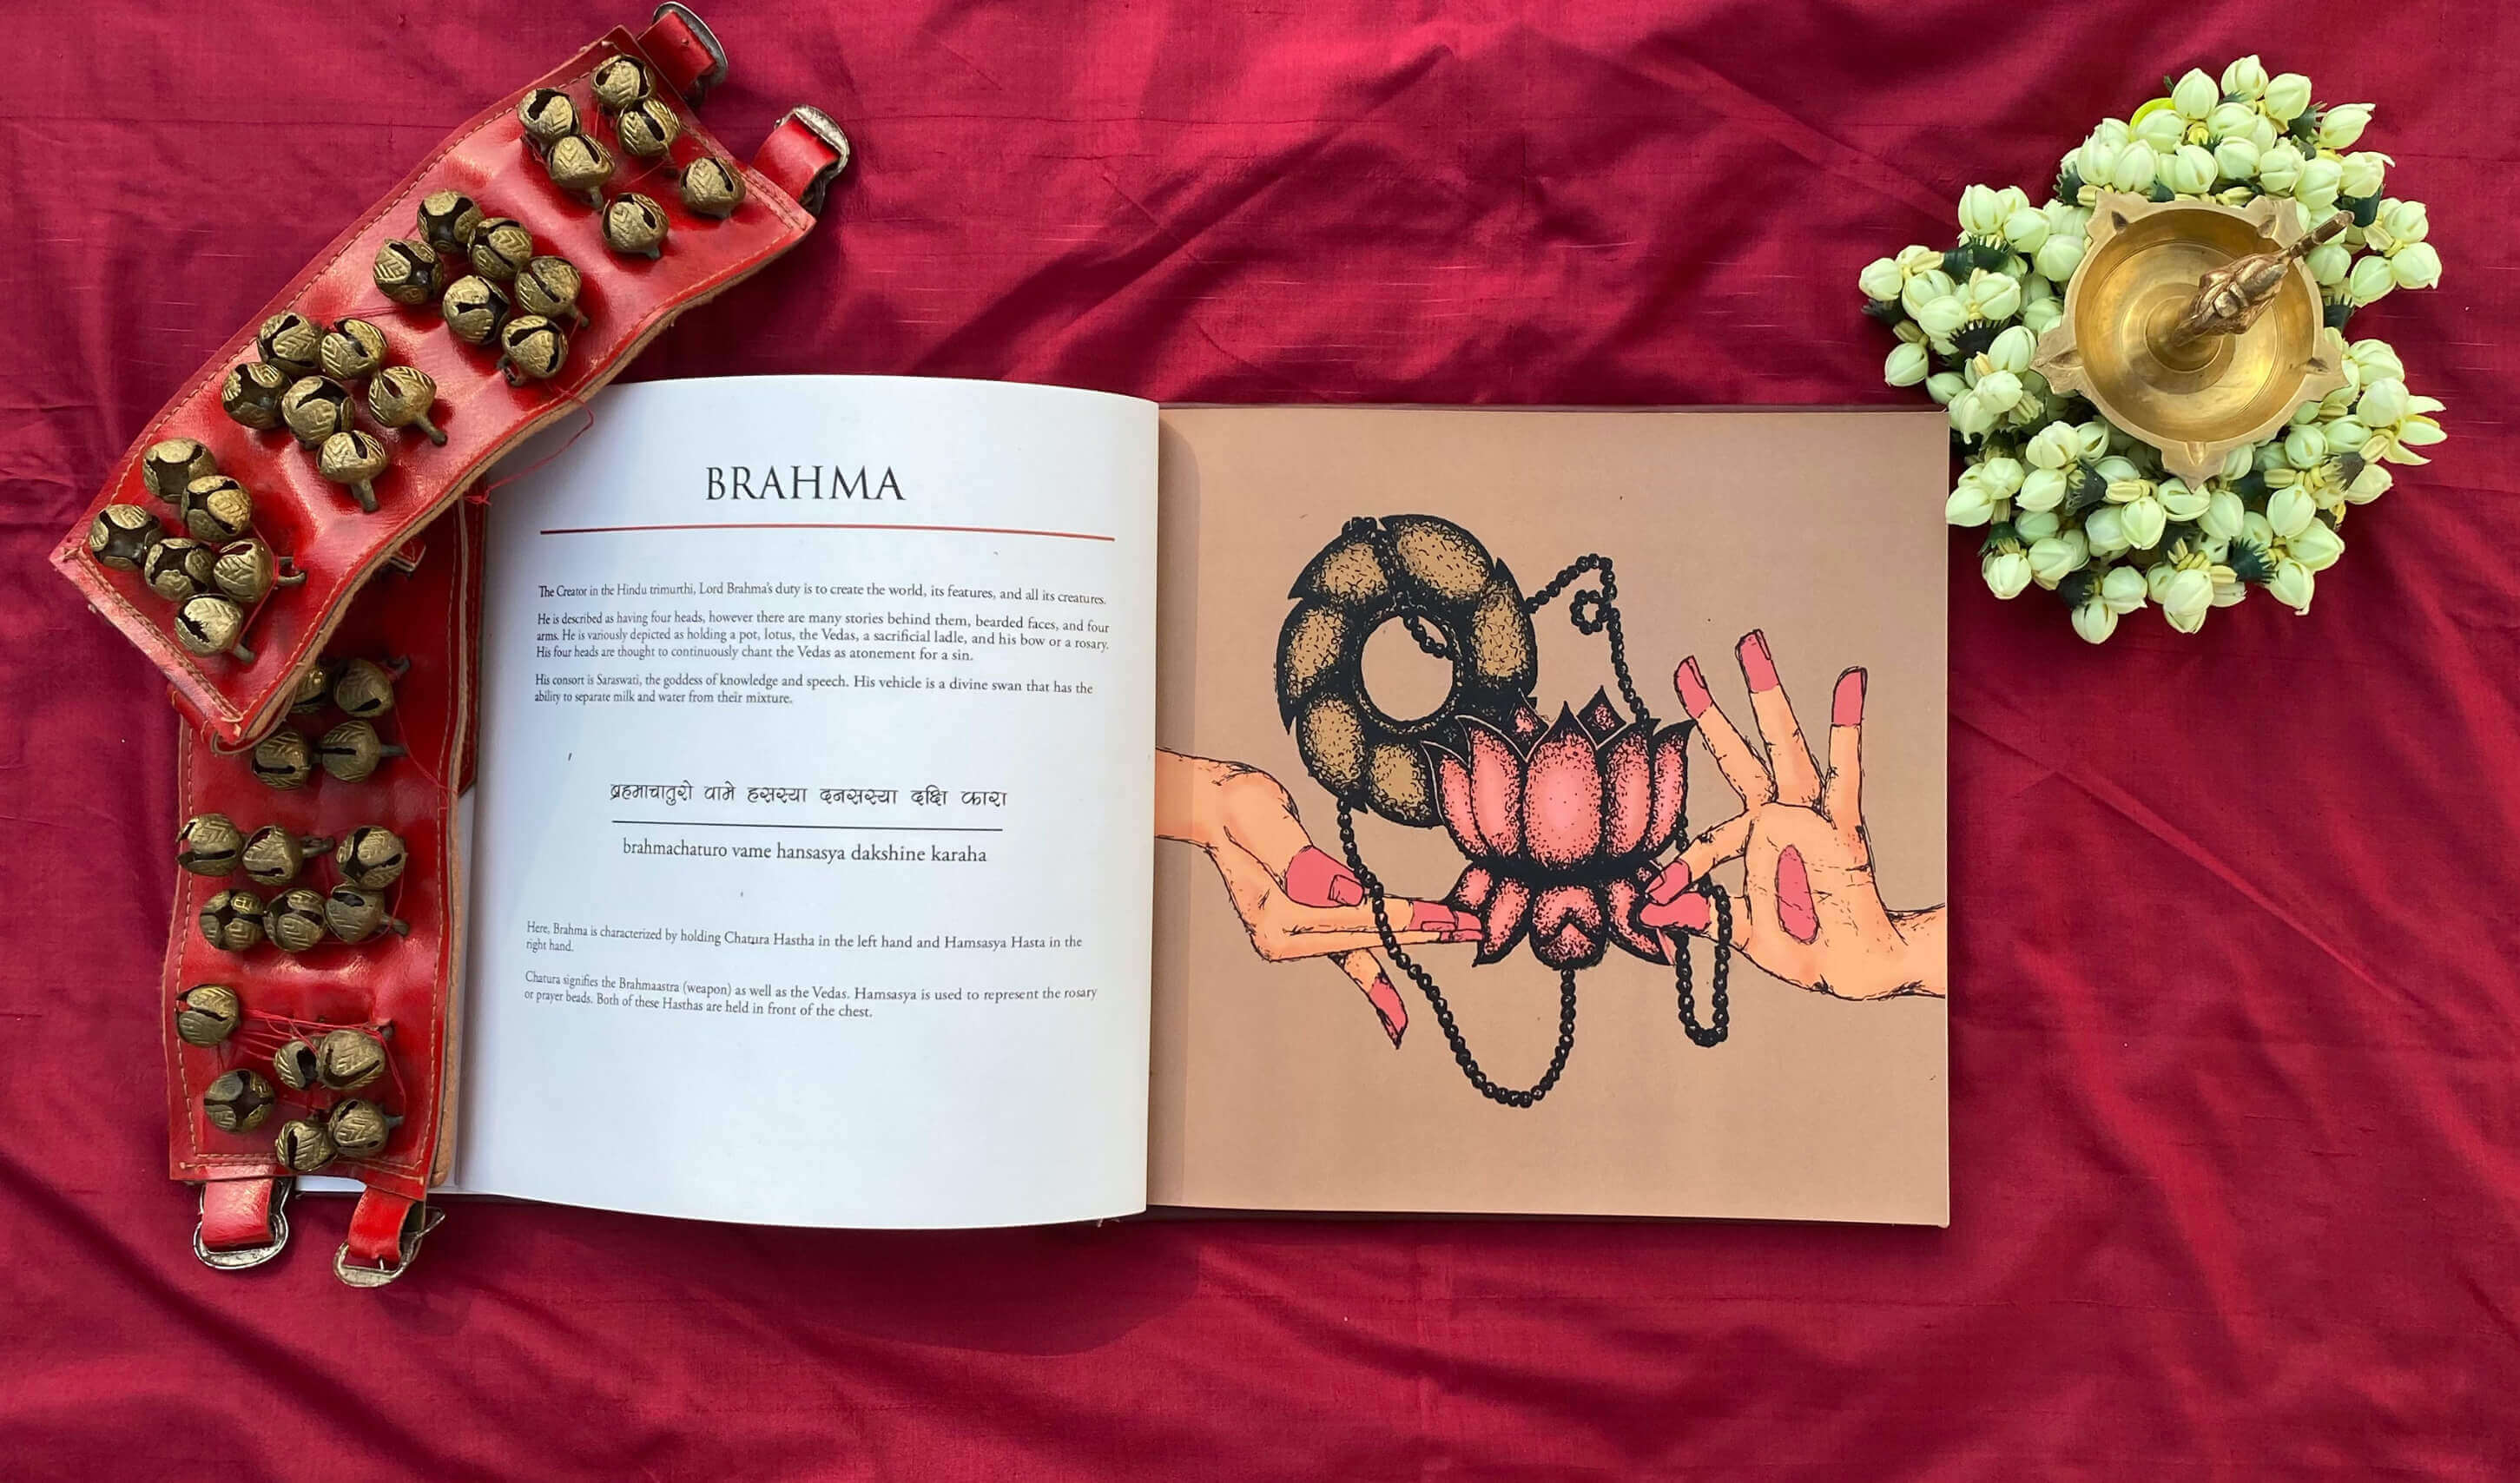 BRAHMA
The Creator in the Hindu trimurthi, Lord Brahma's duty is to create the world, its features, and all its creatures.
He is described as having four heads, however there are many stories behind them, bearded faces, and four
arms. He is variously depicted as holding a pot, lotus, the Vedas, a sacrificial ladle, and his bow or a rosary.
His four heads are thought to continuously chant the Vedas as atonement for a sin.
His consort is Saraswati, the goddess of knowledge and speech. His vehicle is a divine swan that has the
ability to separate milk and water from their mixture.
ब्रहमाचातुरो वामे हसस्या दनसस्या दक्षि कारा
brahmachaturo vame hansasya dakshine karaha
Here, Brahma is characterized by holding Chatura Hastha in the left hand and Hamsasya Hasta in the
right hand.
Chatura signifies the Brahmaastra (weapon) as well as the Vedas. Hamsasya is used to represent the rosary
or prayer beads. Both of these Hasthas are held in front of the chest.